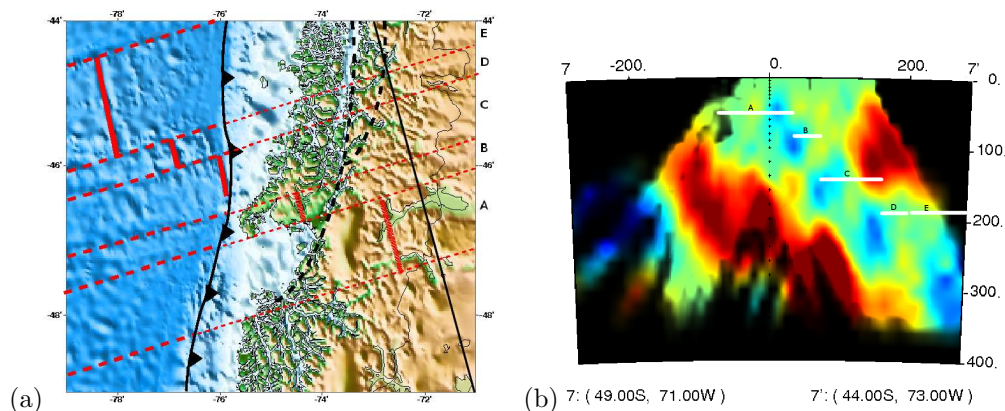 -78° -76° -74° -72°
44° 44°
E
D
C
B
A
-46° -46°
-48° -48°
-78° -76° -74° -72°
(a)
7 -200. 0. 200. 7'
0.
100.
200.
300.
400.
A
B
C
D E
7: ( 49.00S, 71.00W ) 7': ( 44.00S, 73.00W )
(b)